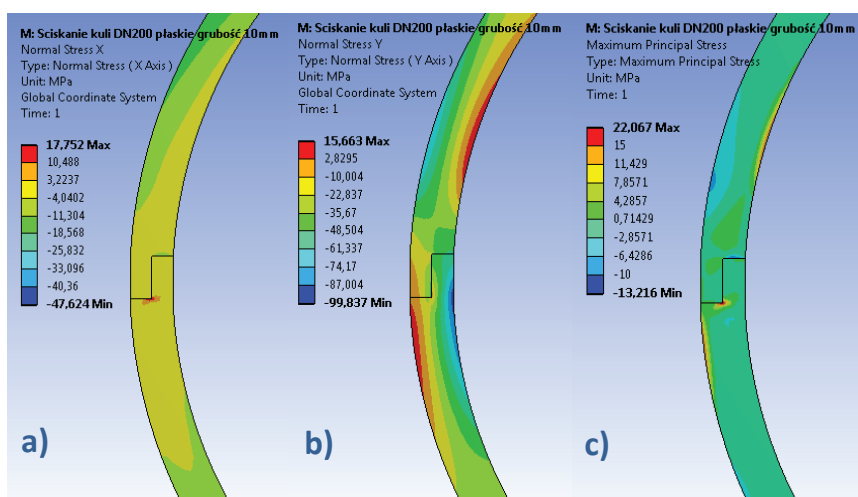 M: Sciskanie kuli DN200 płaskie grubość 10mm
Normal Stress X
Type: Normal Stress (X Axis)
Unit: MPa
Global Coordinate System
Time: 1
17,752 Max
10,488
3,2237
-4,0402
-11,304
-18,568
-25,832
-33,096
-40,36
-47,624 Min
a)
M: Sciskanie kuli DN200 płaskie grubość 10mm
Normal Stress Y
Type: Normal Stress (Y Axis)
Unit: MPa
Global Coordinate System
Time: 1
15,663 Max
2,8295
-10,004
-22,837
-35,67
-48,504
-61,337
-74,17
-87,004
-99,837 Min
b)
M: Sciskanie kuli DN200 płaskie grubość 10mm
Maximum Principal Stress
Type: Maximum Principal Stress
Unit: MPa
Time: 1
22,067 Max
15
11,429
7,8571
4,2857
0,71429
-2,8571
-6,4286
-10
-13,216 Min
c)